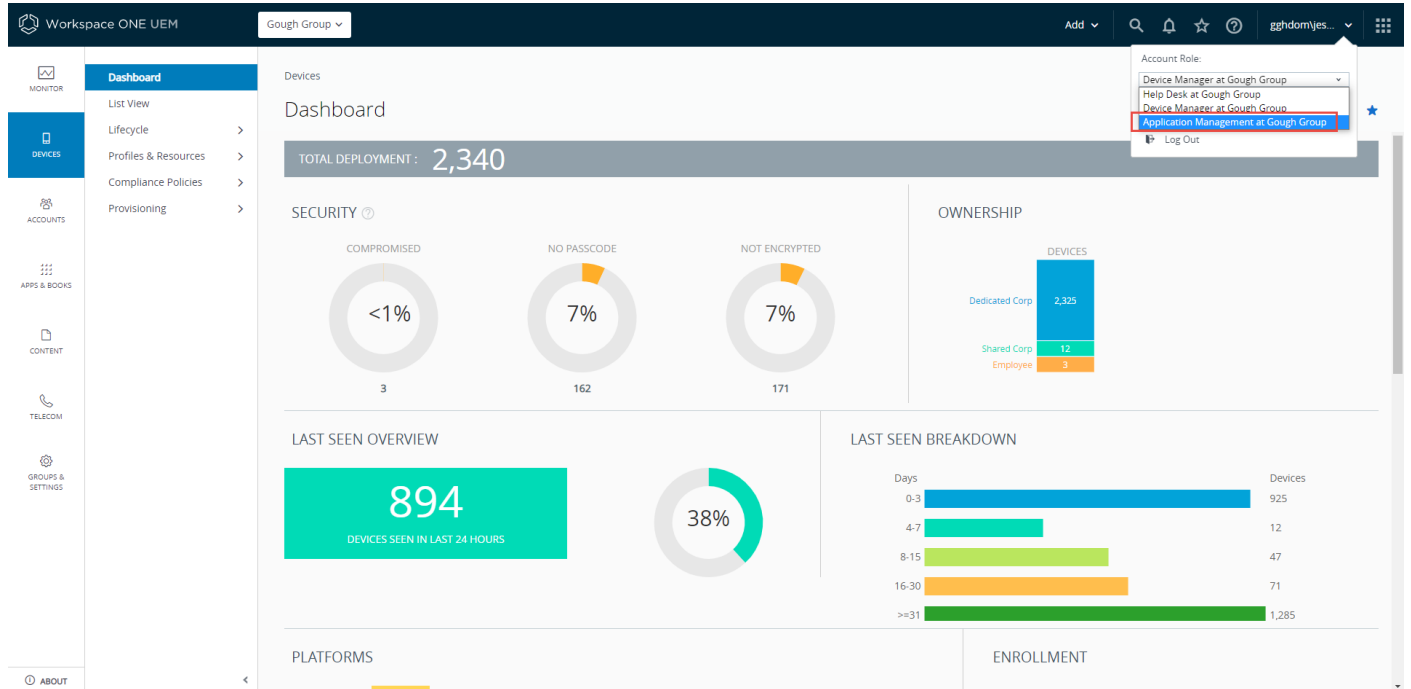 Workspace ONE UEM
Gough Group
Add
gghdom\jes...
Account Role:
Device Manager at Gough Group
Help Desk at Gough Group
Device Manager at Gough Group
Application Management at Gough Group
Log Out
MONITOR
DEVICES
ACCOUNTS
APPS & BOOKS
CONTENT
TELECOM
GROUPS &
SETTINGS
ABOUT
Dashboard
List View
Lifecycle
Profiles & Resources
Compliance Policies
Provisioning
Devices
Dashboard
TOTAL DEPLOYMENT : 2,340
SECURITY
COMPROMISED
<1%
3
NO PASSCODE
7%
162
NOT ENCRYPTED
7%
171
OWNERSHIP
DEVICES
Dedicated Corp 2,325
Shared Corp 12
Employee 3
LAST SEEN OVERVIEW
894
DEVICES SEEN IN LAST 24 HOURS
38%
LAST SEEN BREAKDOWN
Days Devices
0-3 925
4-7 12
8-15 47
16-30 71
>=31 1,285
PLATFORMS
ENROLLMENT